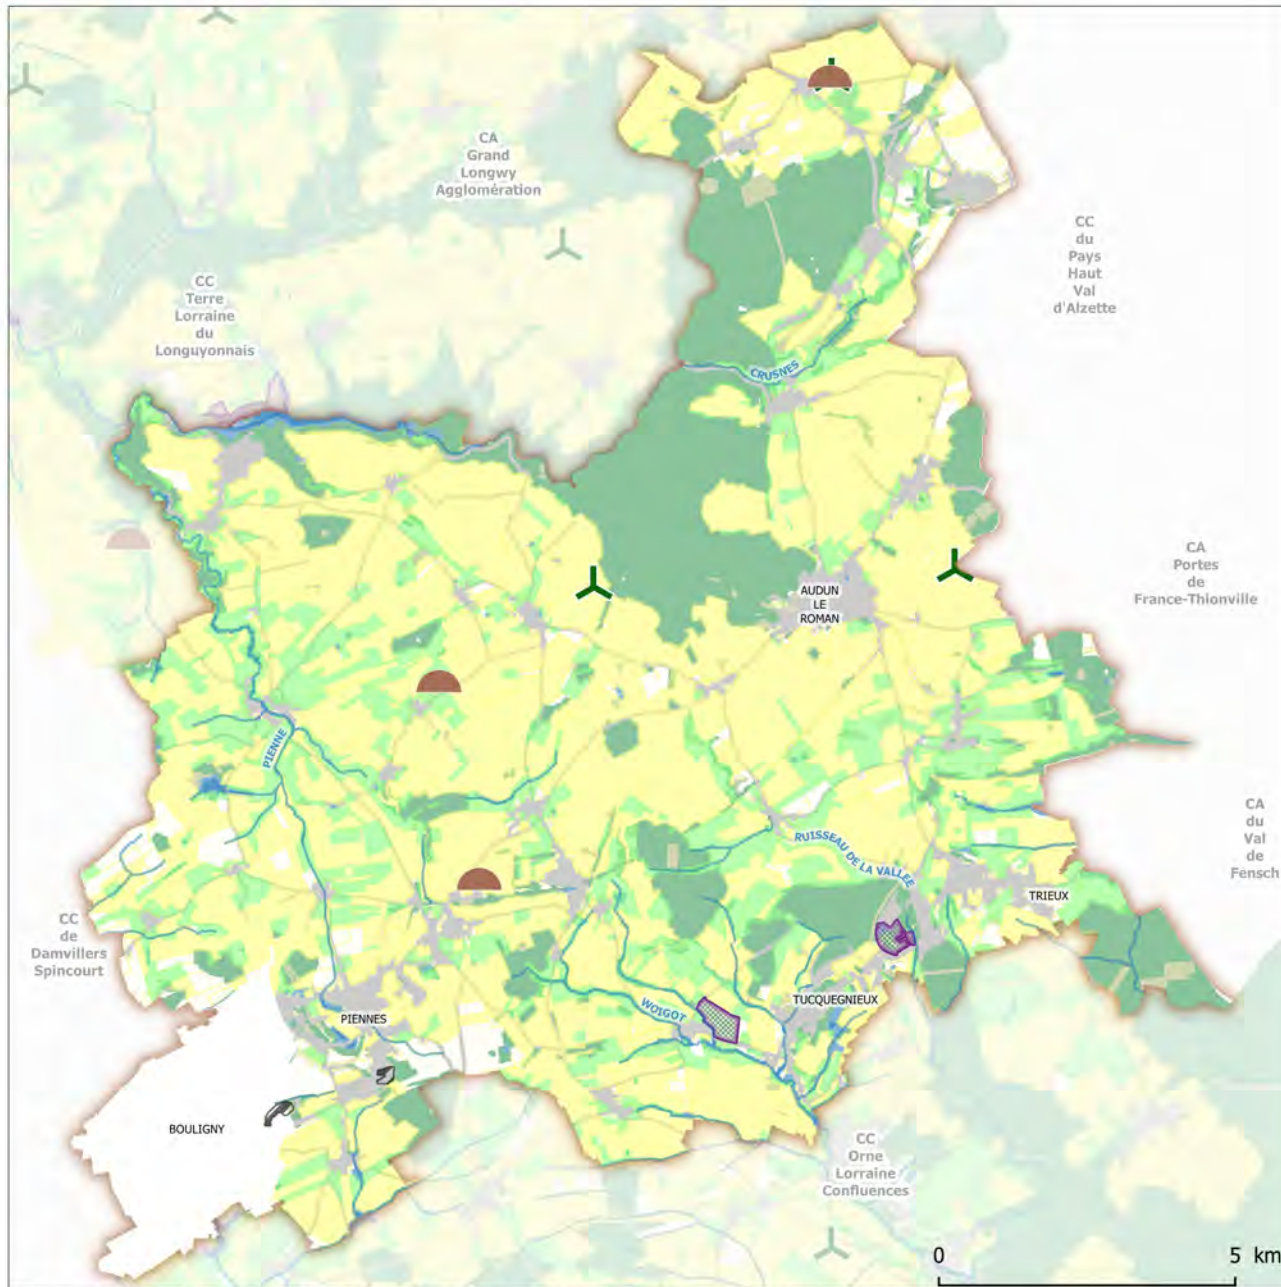 CA
Grand
Longwy
Agglomération
CC
du
Pays
Haut
Val
d'Alzette
CC
Terre
Lorraine
du
Longuyonnais
CRUSNES
CA
Portes
de
France-Thionville
AUDUN
LE
ROMAN
PIENNE
RUISSEAU DE LA VALLEE
CA
du
Val
de
Fensch
TRIEUX
CC
de
Damvillers
Spincourt
TUCQUEGNIEUX
WOIGOT
PIENNES
BOULIGNY
CC
Orne
Lorraine
Confluences
0 5 km